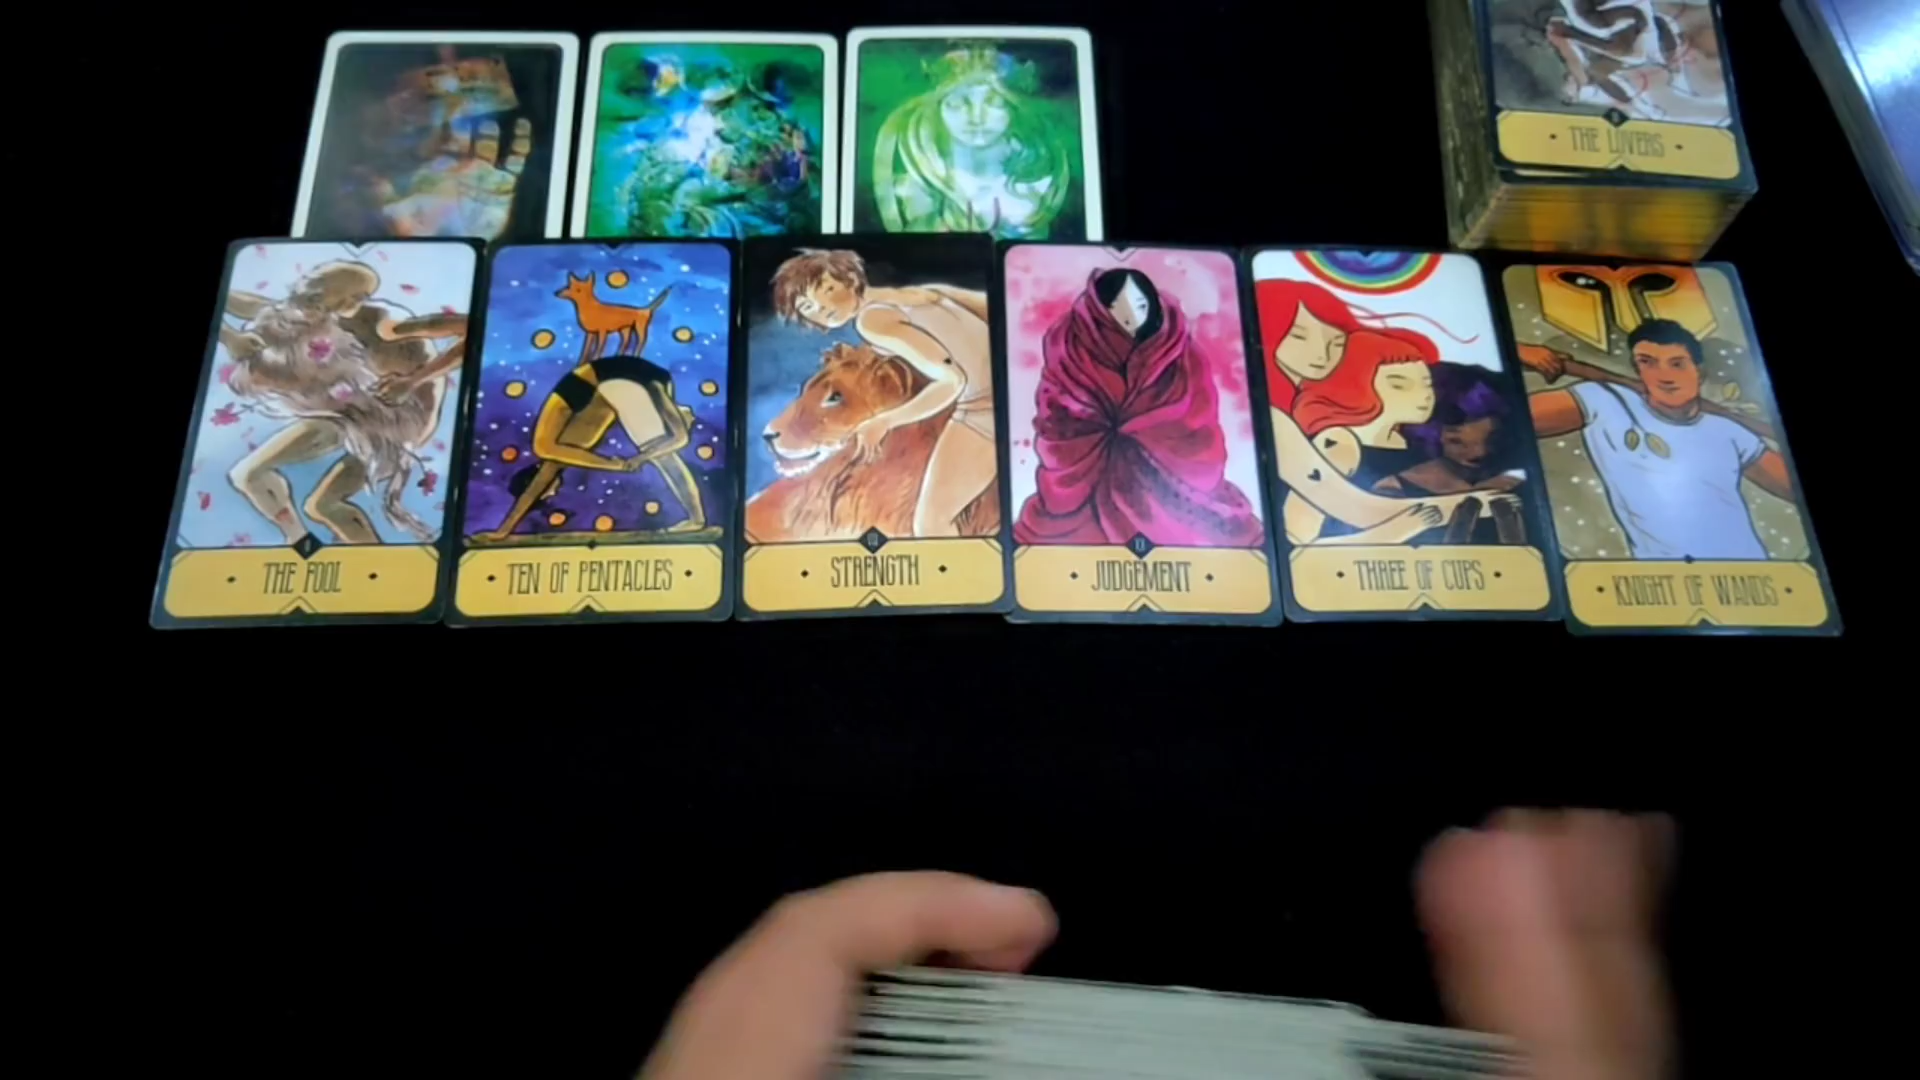 THE LOVERS
THE FOOL
TEN OF PENTACLES
STRENGTH
JUDGEMENT
THREE OF CUPS
KNIGHT OF WANDS